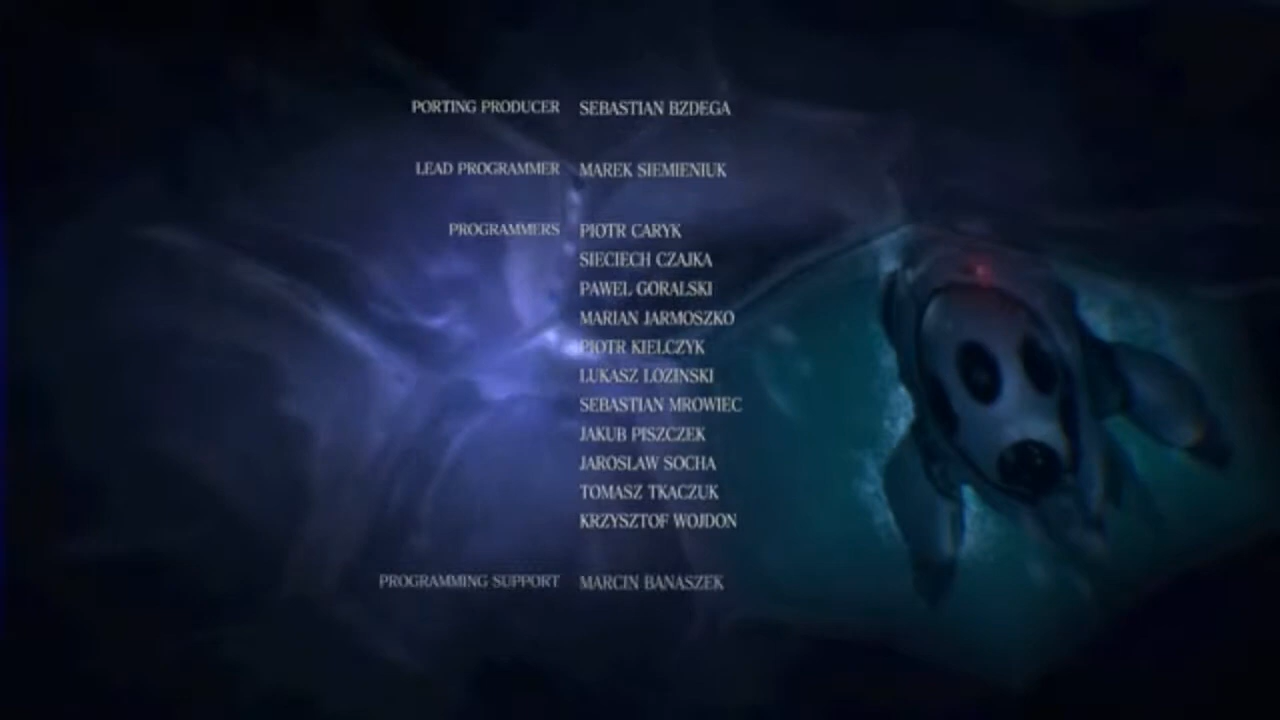 PORTING PRODUCER SEBASTIAN BZDEGA
LEAD PROGRAMMER MAREK SIEMIENIUK
PROGRAMMERS PIOTR CARYK
SIECIECH CZAJKA
PAWEL GORALSKI
MARIAN JARMOSZKO
PIOTR KIELCZYK
LUKASZ LOZINSKI
SEBASTIAN MROWIEC
JAKUB PISZCZEK
JAROSLAW SOCHA
TOMASZ TKACZUK
KRZYSZTOF WOJDON
PROGRAMMING SUPPORT MARCIN BANASZEK